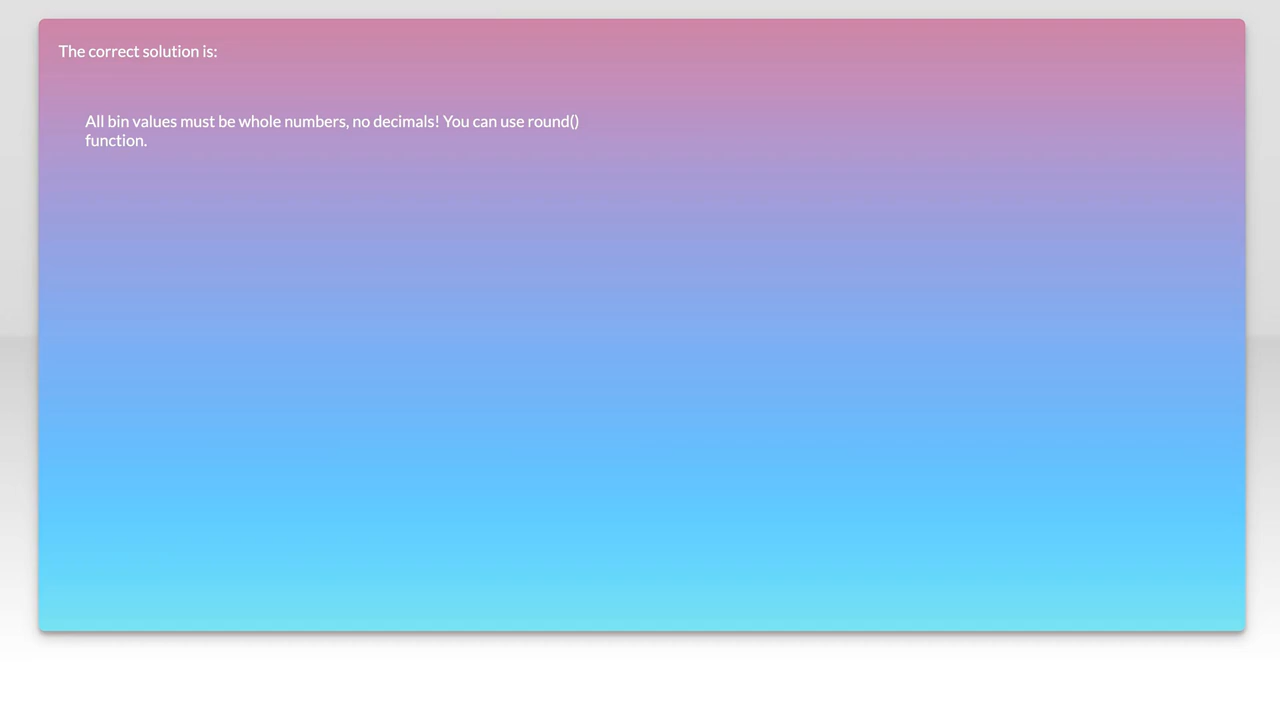 The correct solution is:
All bin values must be whole numbers, no decimals! You can use round()
function.